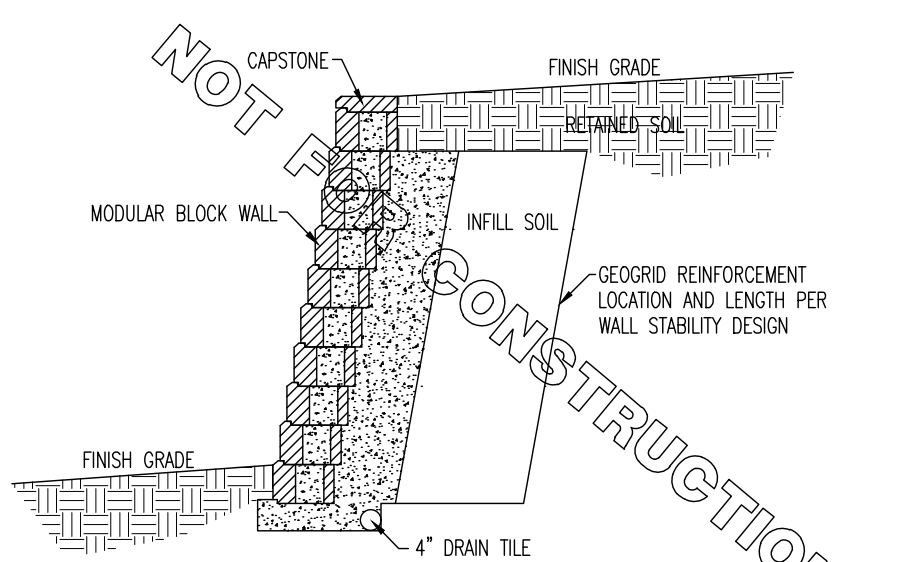 NOT FOR CONSTRUCTION
CAPSTONE
FINISH GRADE
RETAINED SOIL
MODULAR BLOCK WALL
INFILL SOIL
GEOGRID REINFORCEMENT
LOCATION AND LENGTH PER
WALL STABILITY DESIGN
FINISH GRADE
4" DRAIN TILE